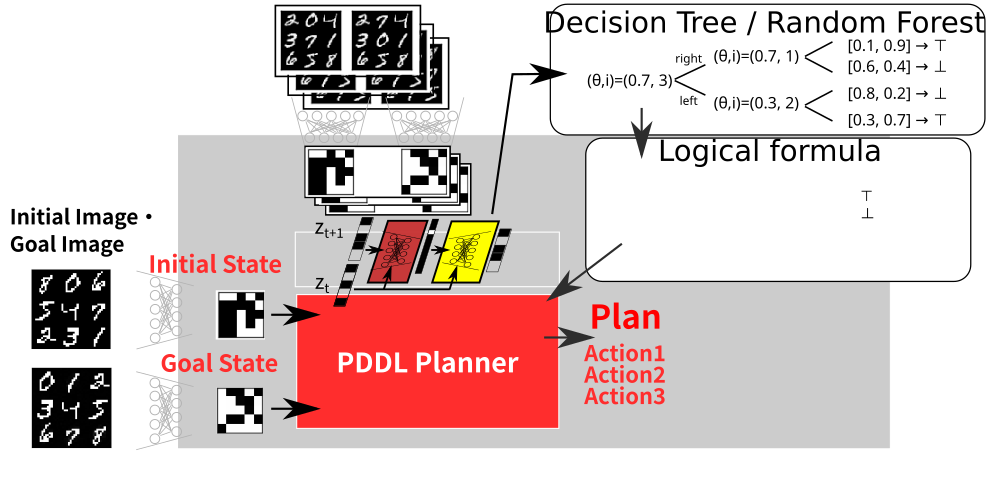 2 0 4 2 7 4
3 7 1 3 0 1
6 5 8 6 5 8
Decision Tree / Random Forest
(θ,i)=(0.7, 3)
right
(θ,i)=(0.7, 1)
left
(θ,i)=(0.3, 2)
[0.1, 0.9] → ⊤
[0.6, 0.4] → ⊥
[0.8, 0.2] → ⊥
[0.3, 0.7] → ⊤
Logical formula
⊤
⊥
Initial Image・
Goal Image
8 0 6
5 4 7
2 3 1
0 1 2
3 4 5
6 7 8
Initial State
Goal State
zt+1
zt
PDDL Planner
Plan
Action1
Action2
Action3